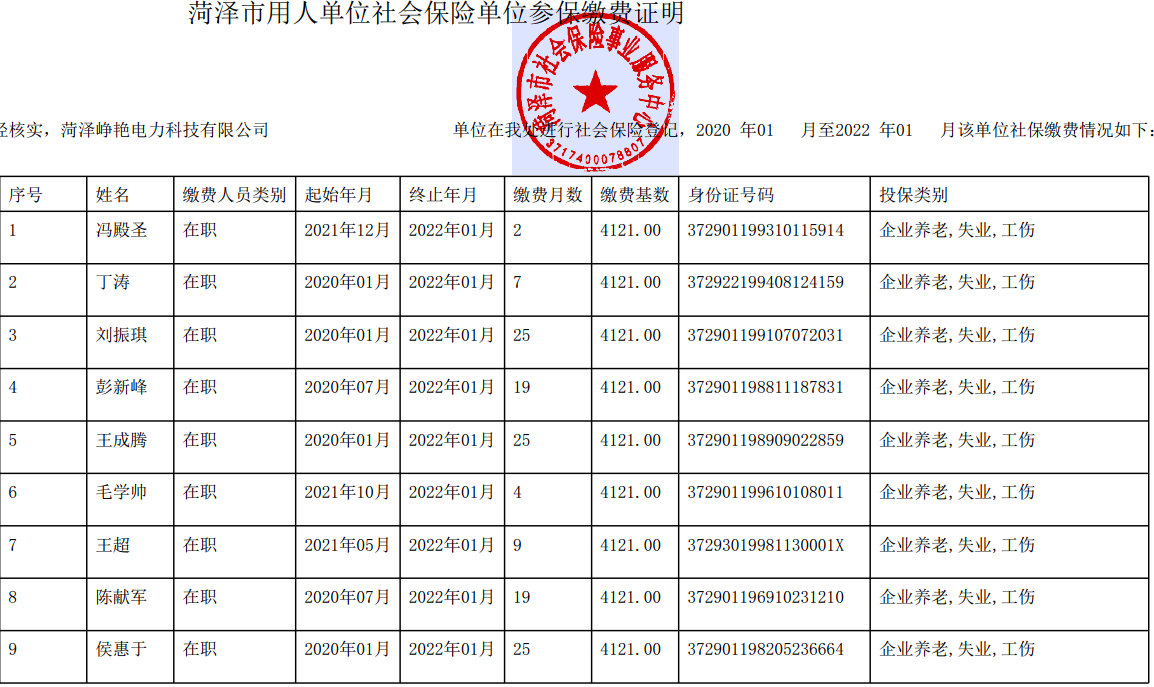 菏泽市用人单位社会保险单位参保缴费证明
菏泽市社会保险事业服务中心
3717400078807
经核实，菏泽峥艳电力科技有限公司 单位在我处进行社会保险登记，2020 年01 月至2022 年01 月该单位社保缴费情况如下：
序号 姓名 缴费人员类别 起始年月 终止年月 缴费月数 缴费基数 身份证号码 投保类别
1 冯殿圣 在职 2021年12月 2022年01月 2 4121.00 372901199310115914 企业养老,失业,工伤
2 丁涛 在职 2020年01月 2022年01月 7 4121.00 372922199408124159 企业养老,失业,工伤
3 刘振琪 在职 2020年01月 2022年01月 25 4121.00 372901199107072031 企业养老,失业,工伤
4 彭新峰 在职 2020年07月 2022年01月 19 4121.00 372901198811187831 企业养老,失业,工伤
5 王成腾 在职 2020年01月 2022年01月 25 4121.00 372901198909022859 企业养老,失业,工伤
6 毛学帅 在职 2021年10月 2022年01月 4 4121.00 372901199610108011 企业养老,失业,工伤
7 王超 在职 2021年05月 2022年01月 9 4121.00 37293019981130001X 企业养老,失业,工伤
8 陈献军 在职 2020年07月 2022年01月 19 4121.00 372901196910231210 企业养老,失业,工伤
9 侯惠于 在职 2020年01月 2022年01月 25 4121.00 372901198205236664 企业养老,失业,工伤